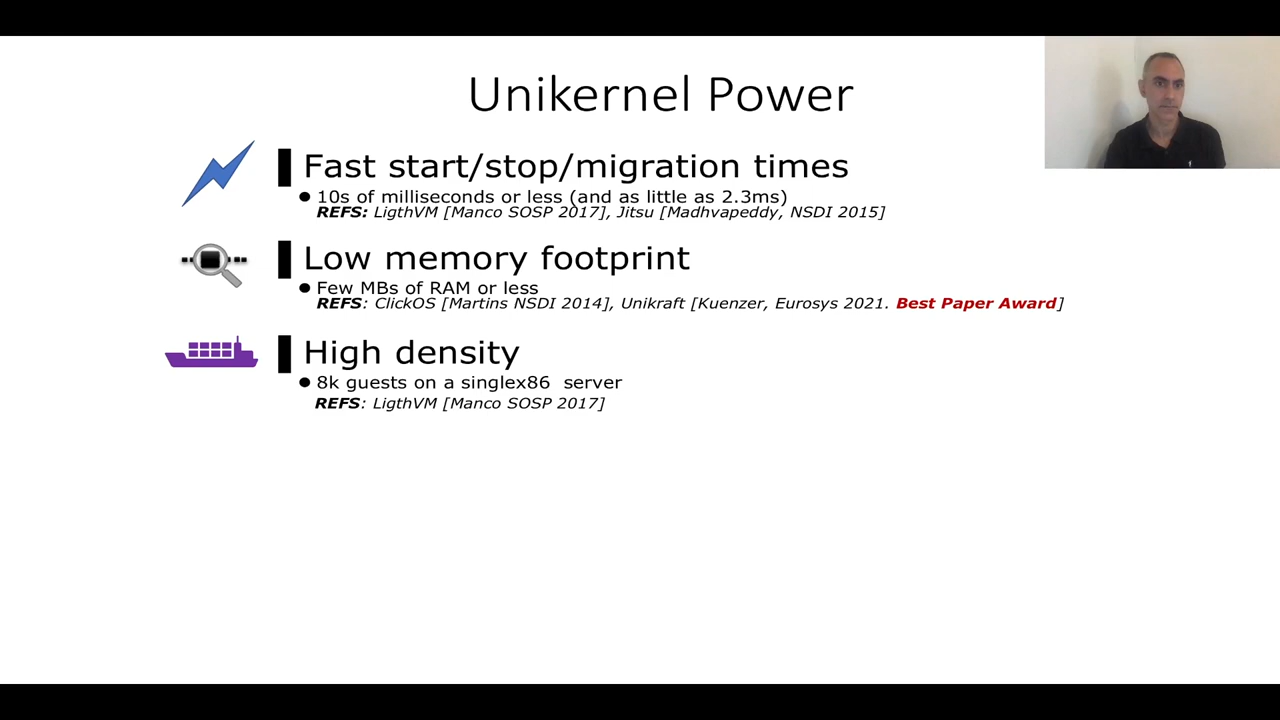 Unikernel Power
Fast start/stop/migration times
● 10s of milliseconds or less (and as little as 2.3ms)
REFS: LigthVM [Manco SOSP 2017], Jitsu [Madhvapeddy, NSDI 2015]
Low memory footprint
● Few MBs of RAM or less
REFS: ClickOS [Martins NSDI 2014], Unikraft [Kuenzer, Eurosys 2021. Best Paper Award]
High density
● 8k guests on a singlex86  server
REFS: LigthVM [Manco SOSP 2017]